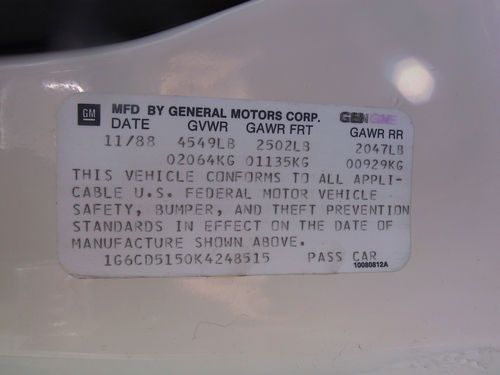 GM MFD BY GENERAL MOTORS CORP.
DATE GVWR GAWR FRT GAWR RR
11/88 4549LB 2502LB 2047LB
02064KG 01135KG 00929KG
THIS VEHICLE CONFORMS TO ALL APPLI-
CABLE U.S. FEDERAL MOTOR VEHICLE
SAFETY, BUMPER, AND THEFT PREVENTION
STANDARDS IN EFFECT ON THE DATE OF
MANUFACTURE SHOWN ABOVE.
1G6CD5150K4248515 PASS CAR
10080812A